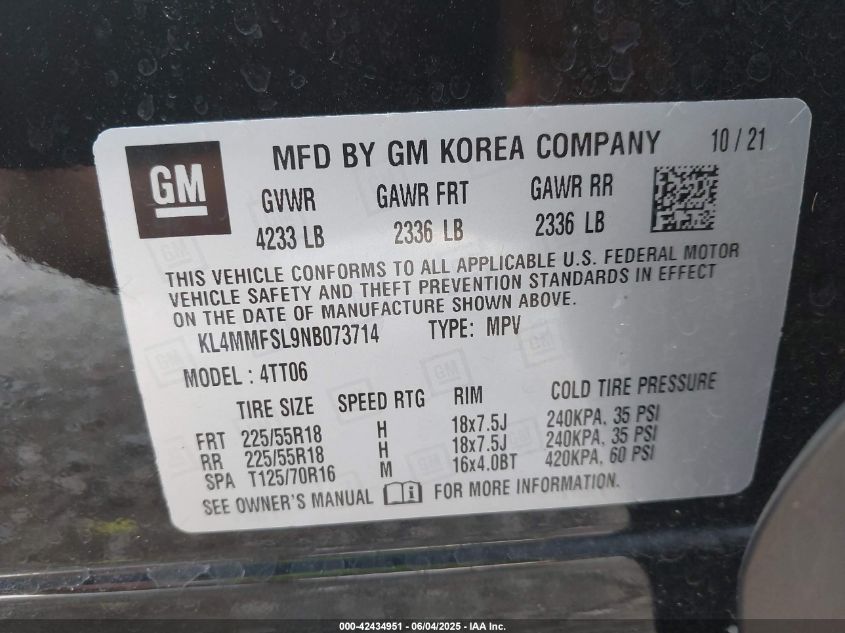 MFD BY GM KOREA COMPANY 10 / 21
GM
GVWR GAWR FRT GAWR RR
4233 LB 2336 LB 2336 LB
THIS VEHICLE CONFORMS TO ALL APPLICABLE U.S. FEDERAL MOTOR
VEHICLE SAFETY AND THEFT PREVENTION STANDARDS IN EFFECT
ON THE DATE OF MANUFACTURE SHOWN ABOVE.
KL4MMFSL9NB073714 TYPE: MPV
MODEL : 4TT06
TIRE SIZE SPEED RTG RIM COLD TIRE PRESSURE
FRT 225/55R18 H 18x7.5J 240KPA, 35 PSI
RR 225/55R18 H 18x7.5J 240KPA, 35 PSI
SPA T125/70R16 M 16x4.0BT 420KPA, 60 PSI
SEE OWNER'S MANUAL FOR MORE INFORMATION.
000-42434951 - 06/04/2025 - IAA Inc.